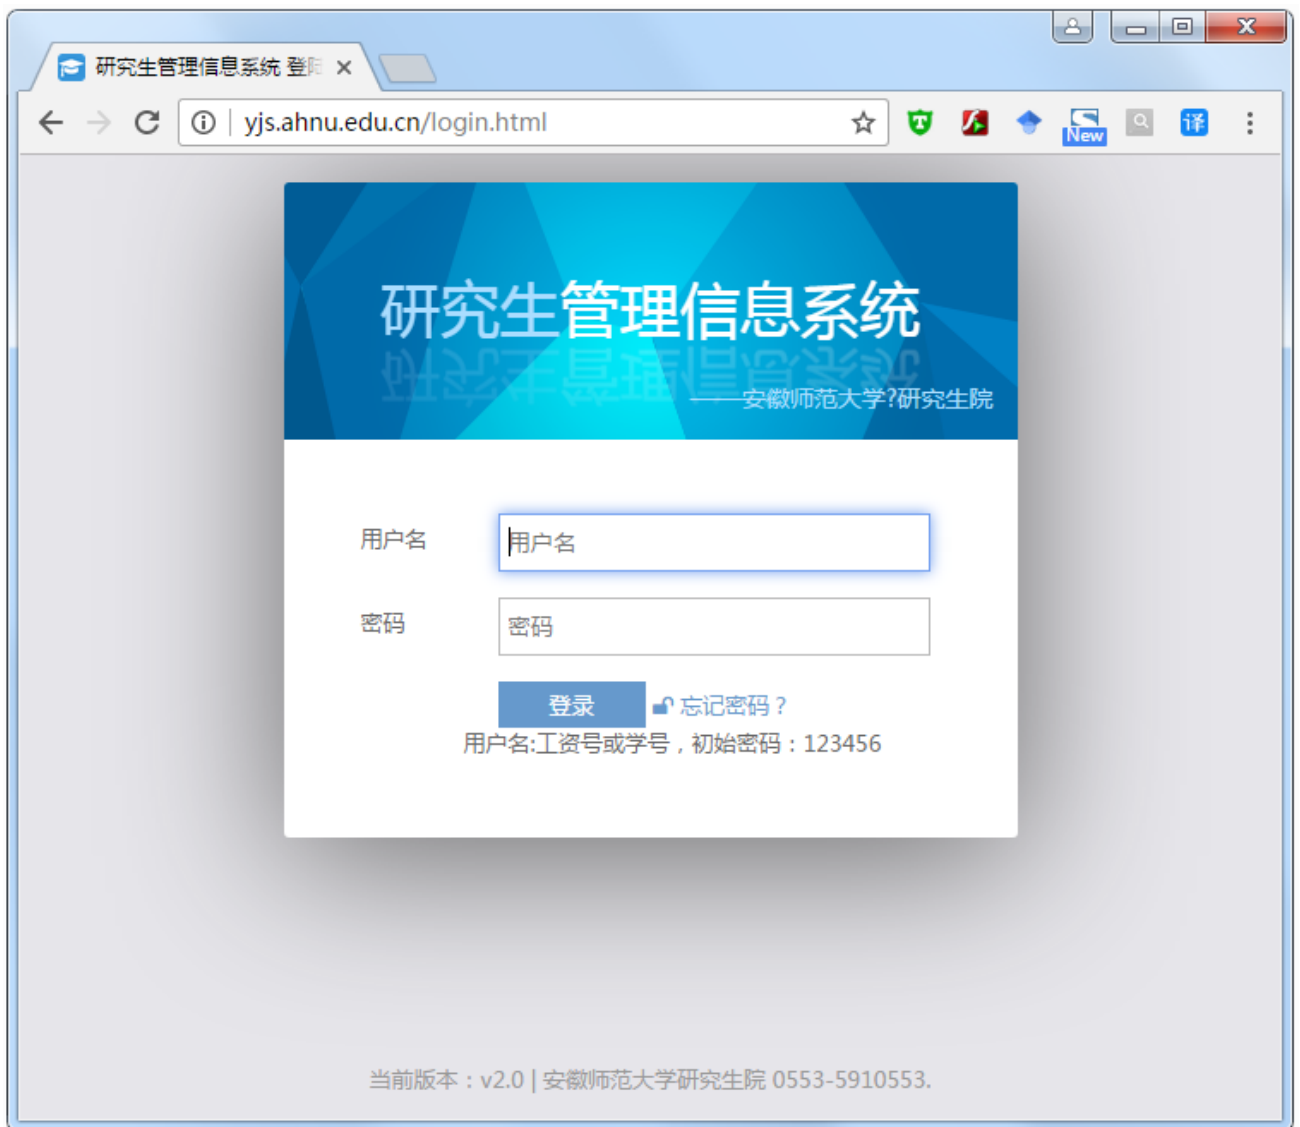 研究生管理信息系统 登陆
yjs.ahnu.edu.cn/login.html
New
译
研究生管理信息系统
——安徽师范大学?研究生院
用户名
用户名
密码
密码
登录 忘记密码？
用户名:工资号或学号，初始密码：123456
当前版本：v2.0 | 安徽师范大学研究生院 0553-5910553.